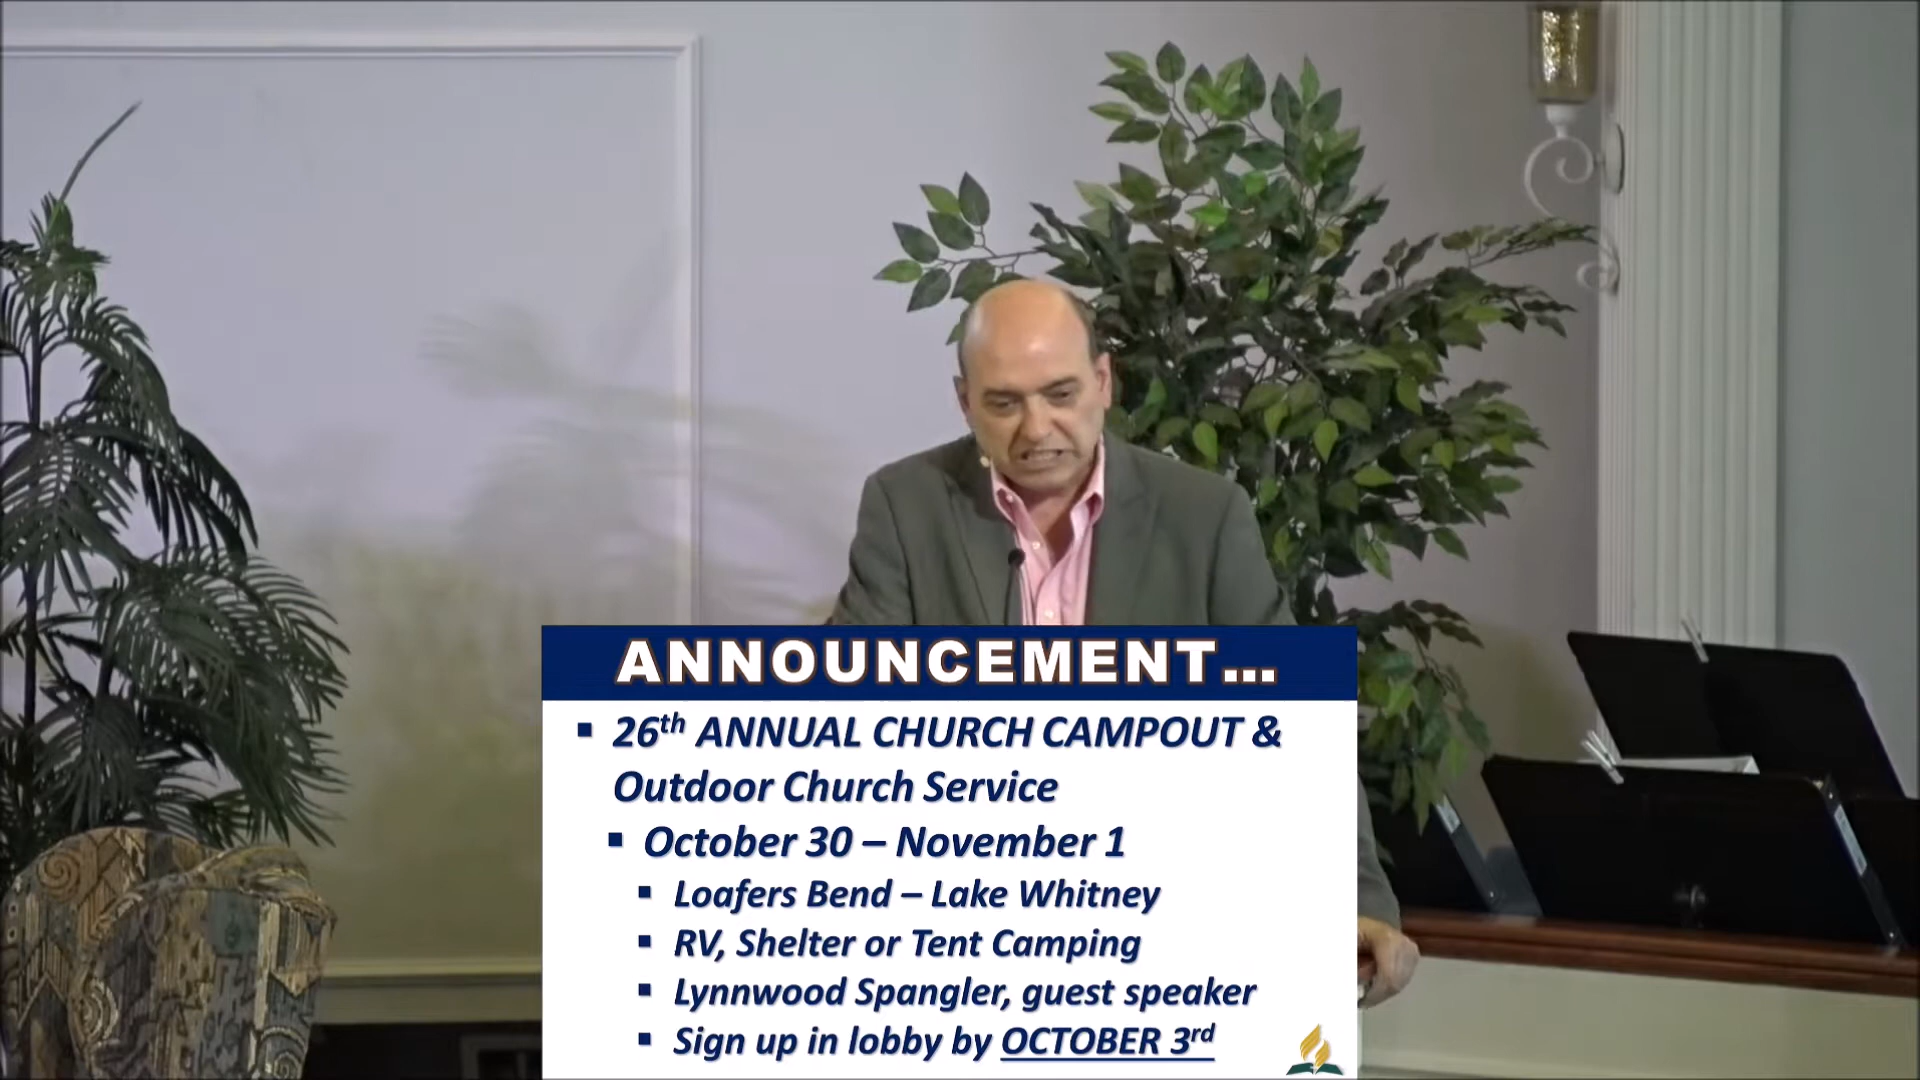 ANNOUNCEMENT...
▪ 26th ANNUAL CHURCH CAMPOUT &
Outdoor Church Service
▪ October 30 – November 1
▪ Loafers Bend – Lake Whitney
▪ RV, Shelter or Tent Camping
▪ Lynnwood Spangler, guest speaker
▪ Sign up in lobby by OCTOBER 3rd